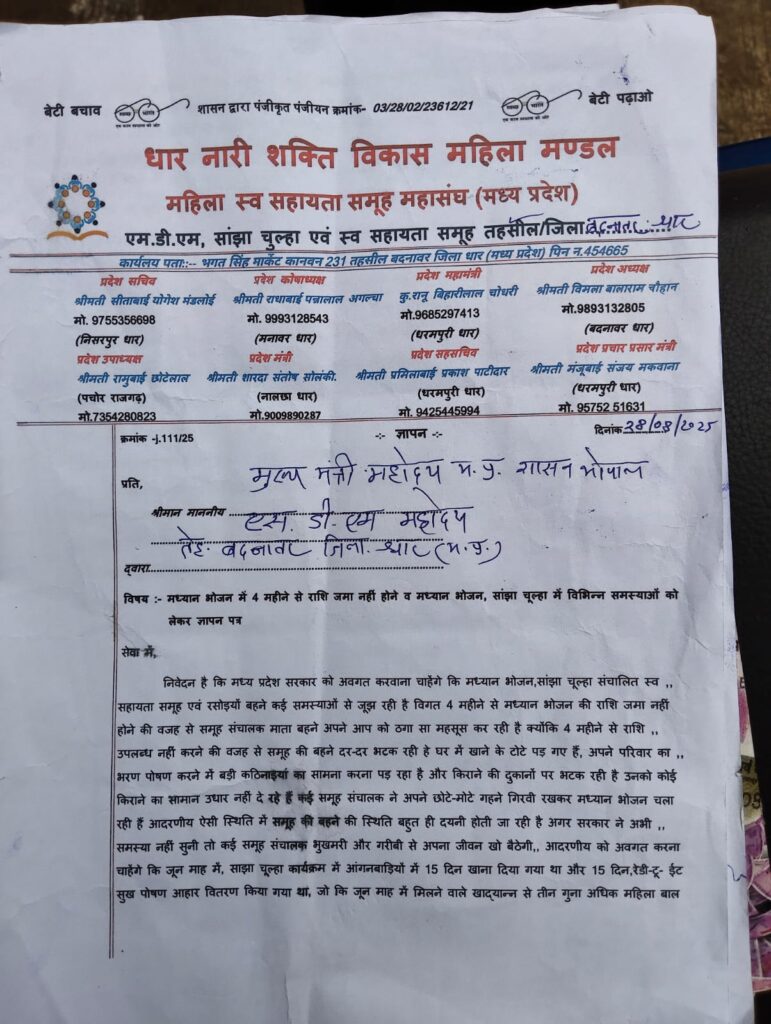 बेटी बचाव शासन द्वारा पंजीकृत पंजीयन क्रमांक- 03/28/02/23612/21 बेटी पढ़ाओ
धार नारी शक्ति विकास महिला मण्डल
महिला स्व सहायता समूह महासंघ (मध्य प्रदेश)
एम.डी.एम, सांझा चुल्हा एवं स्व सहायता समूह तहसील/जिला बदनावर धार
कार्यलय पता::-- भगत सिंह मार्केट कानवन 231 तहसील बदनावर जिला धार (मध्य प्रदेश) पिन न.454665
प्रदेश सचिव प्रदेश कोषाध्यक्ष प्रदेश महामंत्री प्रदेश अध्यक्ष
श्रीमती सीताबाई योगेश मंडलोई श्रीमती राधाबाई पन्नालाल अगल्चा कु.रानू बिहारीलाल चोधरी श्रीमती विमला बालाराम चौहान
मो. 9755356698 मो. 9993128543 मो.9685297413 मो.9893132805
(निसरपुर धार) (मनावर धार) (धरमपुरी धार) (बदनावर धार)
प्रदेश उपाध्यक्ष प्रदेश मंत्री प्रदेश सहसचिव प्रदेश प्रचार प्रसार मंत्री
श्रीमती रामुबाई छोटेलाल श्रीमती शारदा संतोष सोलंकी. श्रीमती प्रमिलाबाई प्रकाश पाटीदार श्रीमती मंजूबाई संजय मकवाना
(पचोर राजगढ़) (नालछा धार) (धरमपुरी धार) (धरमपुरी धार)
मो.7354280823 मो.9009890287 मो. 9425445994 मो. 95752 51631
क्रमांक -j.111/25 -:- ज्ञापन -:- दिनांक 28/08/2025
प्रति, मुख्य मंत्री महोदय म.प्र. शासन भोपाल
श्रीमान माननीय एस. डी. एम महोदय
तेह. बदनावर जिला. धार (म.प्र.)
द्वारा
विषय :- मध्यान भोजन में 4 महीने से राशि जमा नहीं होने व मध्यान भोजन, सांझा चूल्हा में विभिन्न समस्याओं को
लेकर ज्ञापन पत्र
सेवा में,
निवेदन है कि मध्य प्रदेश सरकार को अवगत करवाना चाहेंगे कि मध्यान भोजन,सांझा चूल्हा संचालित स्व ,,
सहायता समूह एवं रसोइयों बहने कई समस्याओं से जूझ रही है विगत 4 महीने से मध्यान भोजन की राशि जमा नहीं
होने की वजह से समूह संचालक माता बहने अपने आप को ठगा सा महसूस कर रही है क्योंकि 4 महीने से राशि ,,
उपलब्ध नहीं करने की वजह से समूह की बहने दर-दर भटक रही हे घर में खाने के टोटे पड़ गए हैं, अपने परिवार का ,,
भरण पोषण करने में बड़ी कठिनाइयां का सामना करना पड़ रहा है और किराने की दुकानों पर भटक रही है उनको कोई
किराने का सामान उधार नहीं दे रहे हैं कई समूह संचालक ने अपने छोटे-मोटे गहने गिरवी रखकर मध्यान भोजन चला
रही हैं आदरणीय ऐसी स्थिति में समूह की बहने की स्थिति बहुत ही दयनी होती जा रही है अगर सरकार ने अभी ,,
समस्या नहीं सुनी तो कई समूह संचालक भुखमरी और गरीबी से अपना जीवन खो बैठेगी,, आदरणीय को अवगत करना
चाहेंगे कि जून माह में, साझा चूल्हा कार्यक्रम में आंगनबाड़ियों में 15 दिन खाना दिया गया था और 15 दिन,रेडी-टू- ईट
सुख पोषण आहार वितरण किया गया था, जो कि जून माह में मिलने वाले खाद्यान्न से तीन गुना अधिक महिला बाल